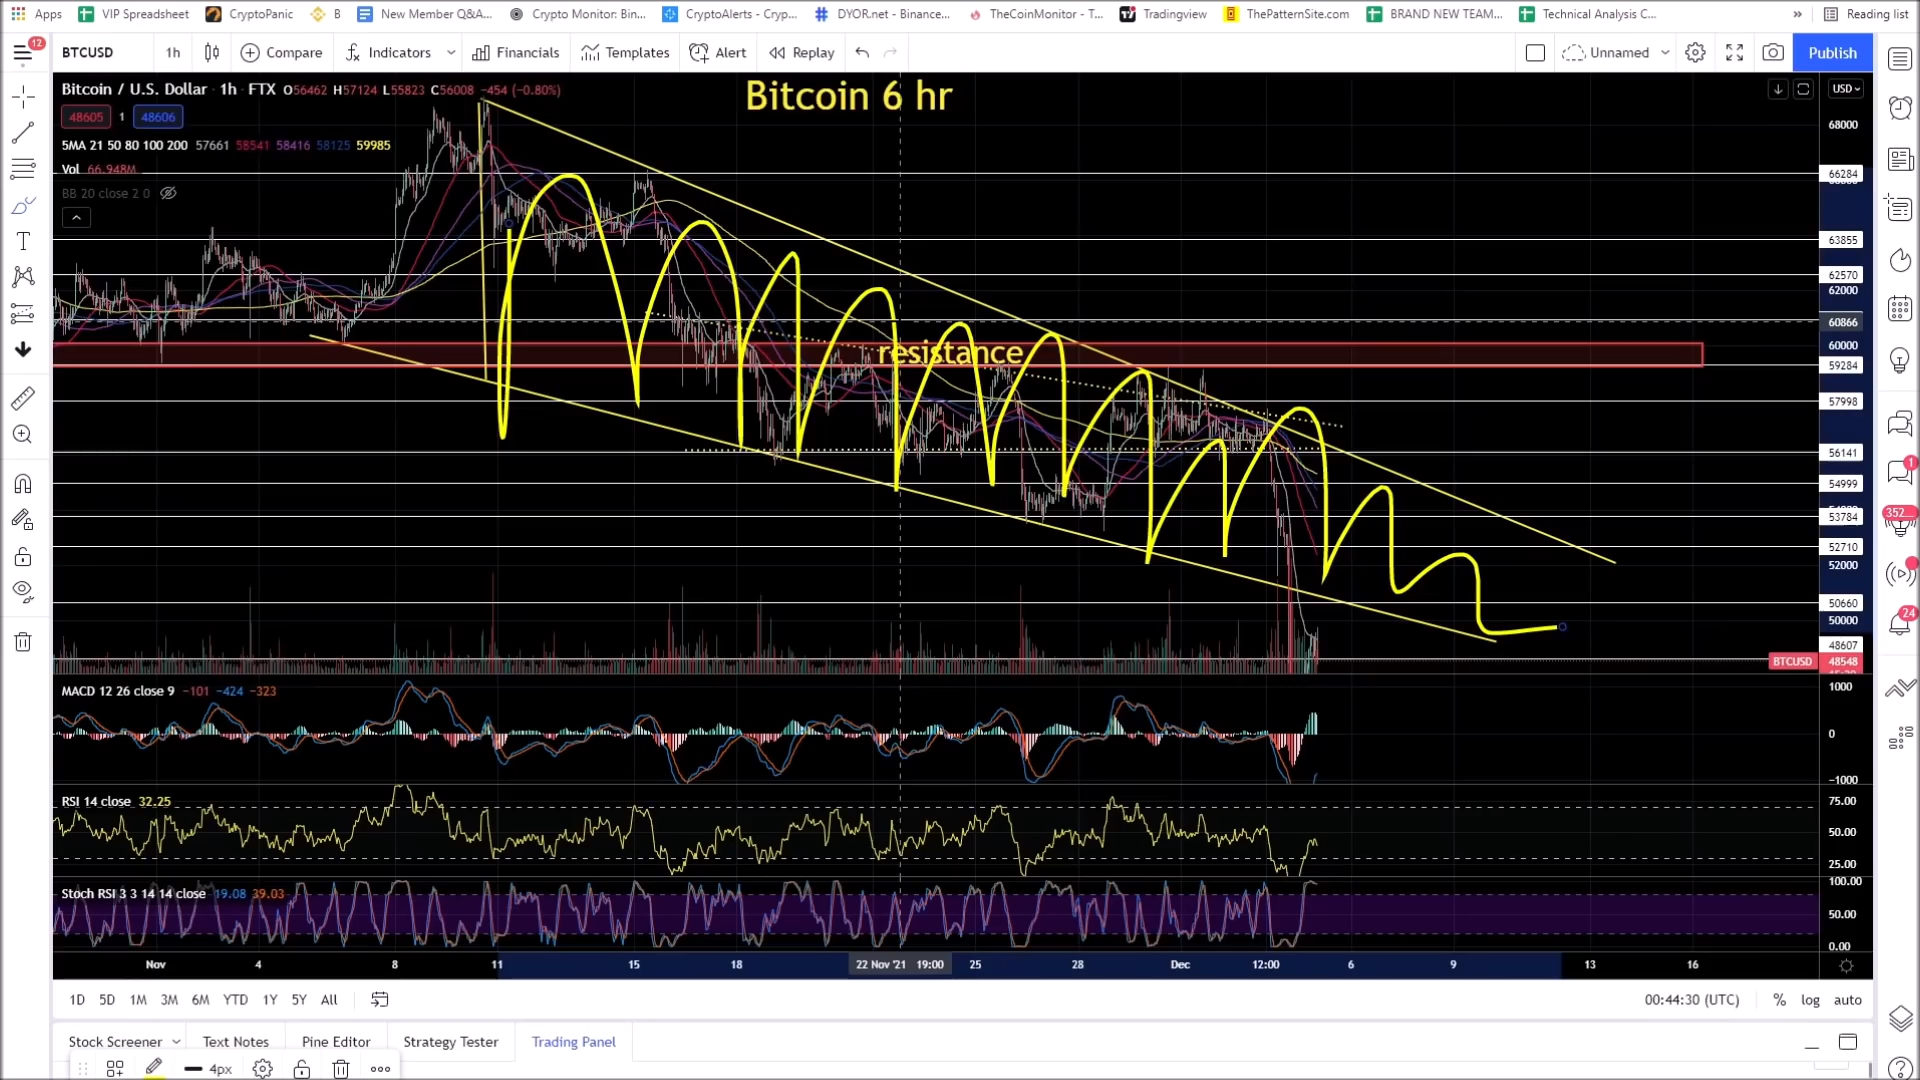 Apps VIP Spreadsheet CryptoPanic B New Member Q&A... Crypto Monitor: Bin... CryptoAlerts - Cryp... DYOR.net - Binance... TheCoinMonitor - T... Tradingview ThePatternSite.com BRAND NEW TEAM... Technical Analysis C... » Reading list
12 BTCUSD 1h Compare Indicators Financials Templates Alert Replay Unnamed Publish
Bitcoin / U.S. Dollar · 1h · FTX O56462 H57124 L55823 C56008 −454 (−0.80%)
Bitcoin 6 hr
USD
48605 1 48606
68000
5MA 21 50 80 100 200 57661 58541 58416 58125 59985
Vol 66.948M
66284
BB 20 close 2 0
63855
62570
62000
60866
60000
resistance
59284
57998
56141
54999
53784
52710
52000
50660
50000
48607
BTCUSD 48548
1
352
24
MACD 12 26 close 9 −101 −424 −323
1000
0
−1000
RSI 14 close 32.25
75.00
50.00
25.00
Stoch RSI 3 3 14 14 close 19.08 39.03
100.00
50.00
0.00
Nov 4 8 11 15 18 22 Nov '21 19:00 25 28 Dec 12:00 6 9 13 16
1D 5D 1M 3M 6M YTD 1Y 5Y All 00:44:30 (UTC) % log auto
Stock Screener Text Notes Pine Editor Strategy Tester Trading Panel
4px